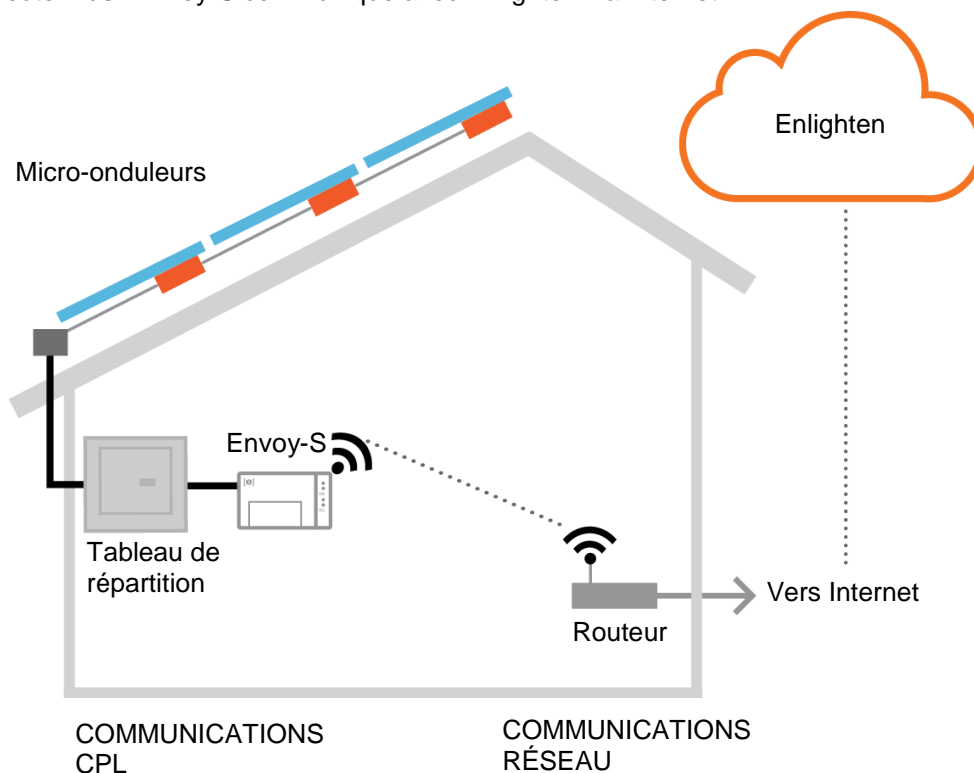 Enlighten
Micro-onduleurs
Envoy-S
Tableau de
répartition
Vers Internet
Routeur
COMMUNICATIONS
CPL
COMMUNICATIONS
RÉSEAU